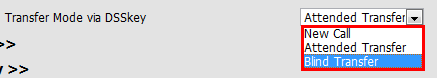 Transfer Mode via DSSkey Attended Transfer
New Call
>>
Attended Transfer
y >>
Blind Transfer